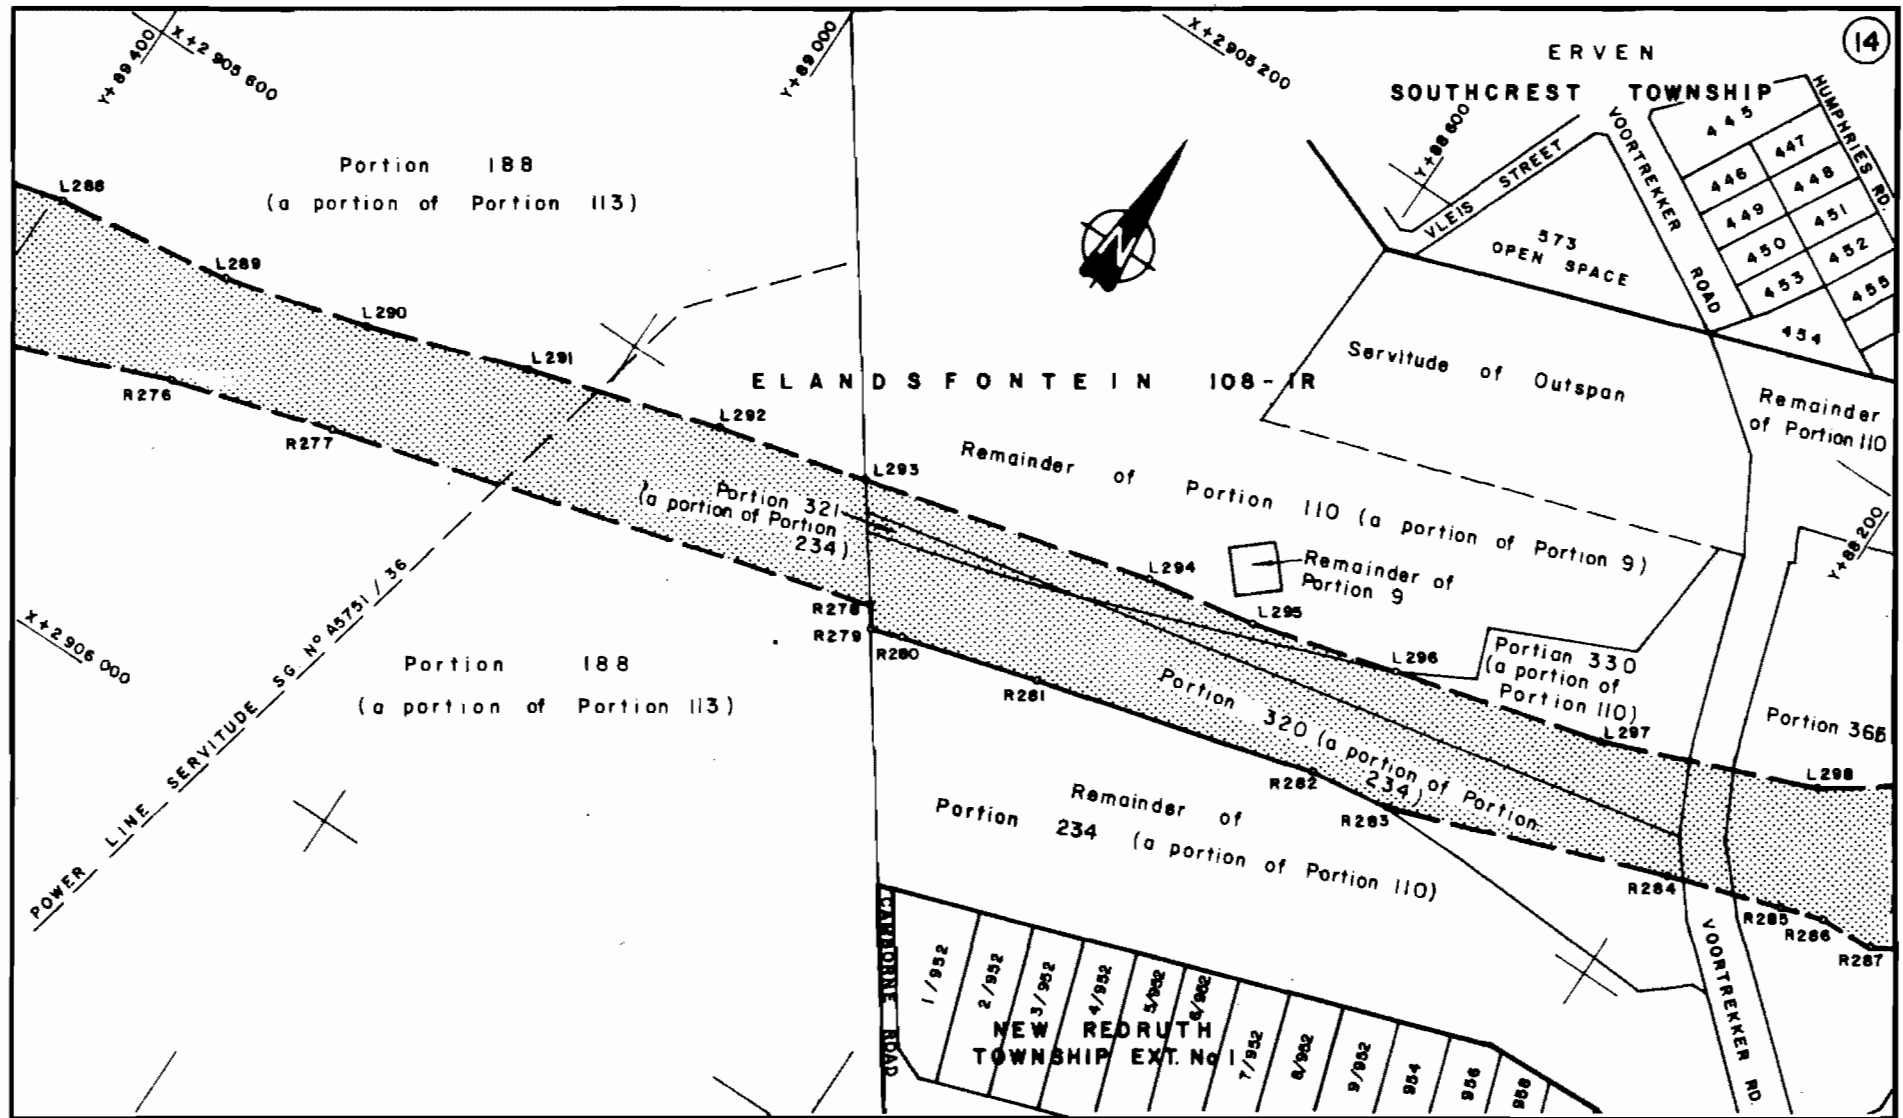 14
Y+89 400
X+2 905 600
Y+89 000
X+2 905 200
ERVEN
SOUTHCREST TOWNSHIP
Y+88 600
VLEIS STREET
VOORTREKKER ROAD
HUMPHRIES RD.
445
446
447
448
449
450
451
452
453
454
455
573
OPEN SPACE
Portion 188
(a portion of Portion 113)
L288
L289
L290
L291
L292
L293
L294
L295
L296
L297
L298
R276
R277
R278
R279
R280
R281
R282
R283
R284
R285
R286
R287
ELANDSFONTEIN 108-IR
Servitude of Outspan
Remainder
of Portion 110
Remainder of Portion 110 (a portion of Portion 9)
Remainder of
Portion 9
Portion 321
(a portion of Portion
234)
Y+88 200
Portion 330
(a portion of
Portion 110)
Portion 320 (a portion of Portion
234)
X+2 906 000
POWER LINE SERVITUDE SG. No A5751/36
Portion 188
(a portion of Portion 113)
Remainder of
Portion 234 (a portion of Portion 110)
CAMBORNE ROAD
1/952
2/952
3/952
4/952
5/952
6/952
7/952
8/952
9/952
954
956
958
NEW REDRUTH
TOWNSHIP EXT. No 1
VOORTREKKER RD.
Portion